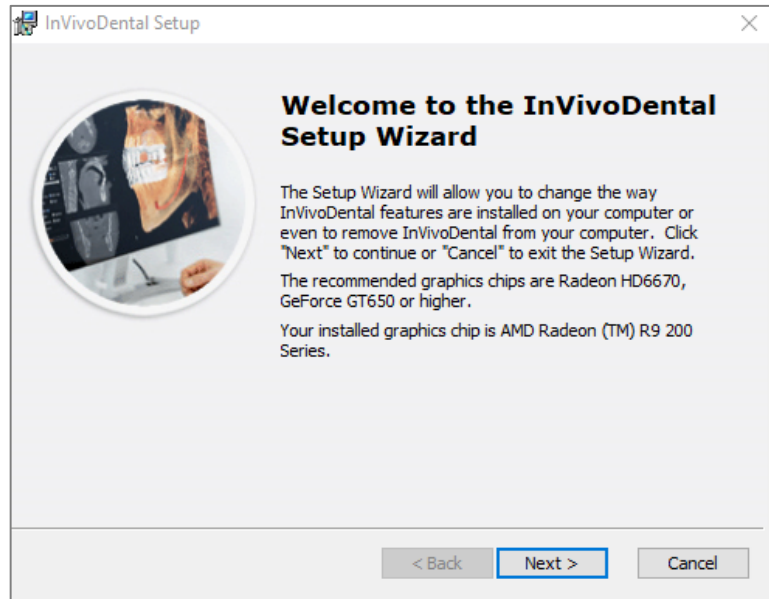 InVivoDental Setup
Welcome to the InVivoDental
Setup Wizard
The Setup Wizard will allow you to change the way
InVivoDental features are installed on your computer or
even to remove InVivoDental from your computer.  Click
"Next" to continue or "Cancel" to exit the Setup Wizard.
The recommended graphics chips are Radeon HD6670,
GeForce GT650 or higher.
Your installed graphics chip is AMD Radeon (TM) R9 200
Series.
< Back
Next >
Cancel